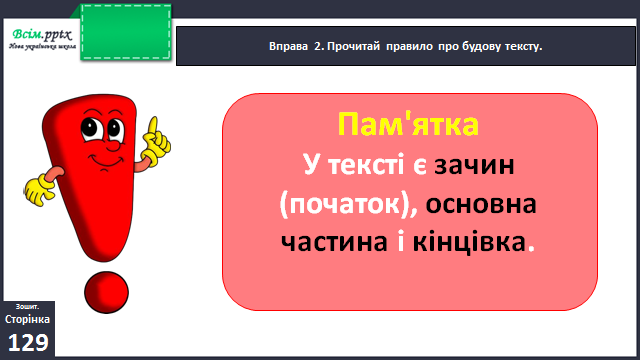 Всім.pptx
Нова українська школа
Вправа 2. Прочитай правило про будову тексту.
Пам'ятка
У тексті є зачин
(початок), основна
частина і кінцівка.
Зошит.
Сторінка
129